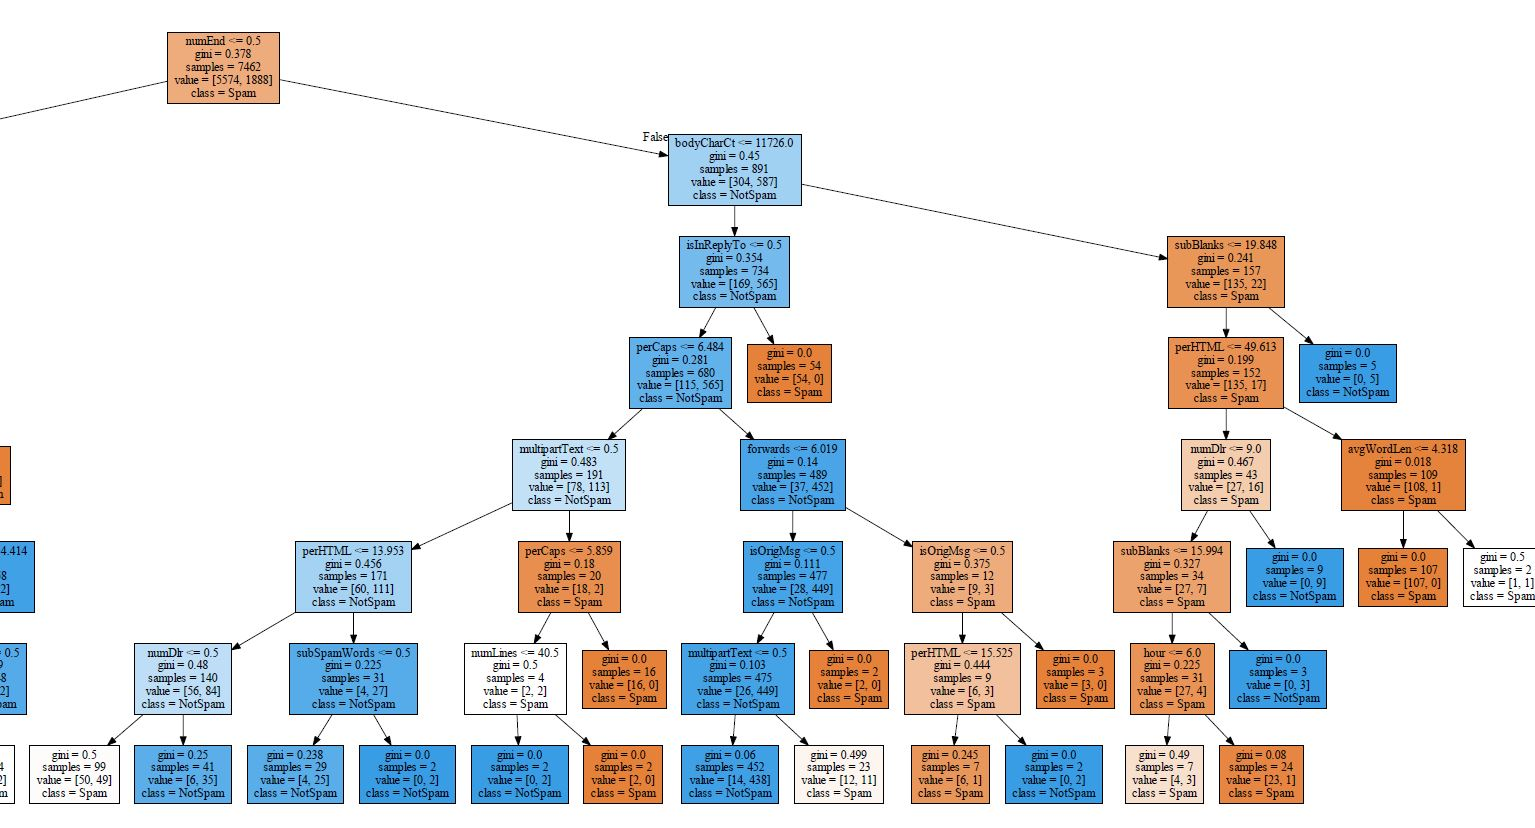 numEnd <= 0.5
gini = 0.378
samples = 7462
value = [5574, 1888]
class = Spam
False
bodyCharCt <= 11726.0
gini = 0.45
samples = 891
value = [304, 587]
class = NotSpam
isInReplyTo <= 0.5
gini = 0.354
samples = 734
value = [169, 565]
class = NotSpam
subBlanks <= 19.848
gini = 0.241
samples = 157
value = [135, 22]
class = Spam
perCaps <= 6.484
gini = 0.281
samples = 680
value = [115, 565]
class = NotSpam
gini = 0.0
samples = 54
value = [54, 0]
class = Spam
perHTML <= 49.613
gini = 0.199
samples = 152
value = [135, 17]
class = Spam
gini = 0.0
samples = 5
value = [0, 5]
class = NotSpam
]
multipartText <= 0.5
gini = 0.483
samples = 191
value = [78, 113]
class = NotSpam
forwards <= 6.019
gini = 0.14
samples = 489
value = [37, 452]
class = NotSpam
numDlr <= 9.0
gini = 0.467
samples = 43
value = [27, 16]
class = Spam
avgWordLen <= 4.318
gini = 0.018
samples = 109
value = [108, 1]
class = Spam
4.414
8
2]
am
perHTML <= 13.953
gini = 0.456
samples = 171
value = [60, 111]
class = NotSpam
perCaps <= 5.859
gini = 0.18
samples = 20
value = [18, 2]
class = Spam
isOrigMsg <= 0.5
gini = 0.111
samples = 477
value = [28, 449]
class = NotSpam
isOrigMsg <= 0.5
gini = 0.375
samples = 12
value = [9, 3]
class = Spam
subBlanks <= 15.994
gini = 0.327
samples = 34
value = [27, 7]
class = Spam
gini = 0.0
samples = 9
value = [0, 9]
class = NotSpam
gini = 0.0
samples = 107
value = [107, 0]
class = Spam
gini = 0.5
samples = 2
value = [1, 1]
class = Spam
= 0.5
9
8
2]
pam
numDlr <= 0.5
gini = 0.48
samples = 140
value = [56, 84]
class = NotSpam
subSpamWords <= 0.5
gini = 0.225
samples = 31
value = [4, 27]
class = NotSpam
numLines <= 40.5
gini = 0.5
samples = 4
value = [2, 2]
class = Spam
gini = 0.0
samples = 16
value = [16, 0]
class = Spam
multipartText <= 0.5
gini = 0.103
samples = 475
value = [26, 449]
class = NotSpam
gini = 0.0
samples = 2
value = [2, 0]
class = Spam
perHTML <= 15.525
gini = 0.444
samples = 9
value = [6, 3]
class = Spam
gini = 0.0
samples = 3
value = [3, 0]
class = Spam
hour <= 6.0
gini = 0.225
samples = 31
value = [27, 4]
class = Spam
gini = 0.0
samples = 3
value = [0, 3]
class = NotSpam
4
2]
m
gini = 0.5
samples = 99
value = [50, 49]
class = Spam
gini = 0.25
samples = 41
value = [6, 35]
class = NotSpam
gini = 0.238
samples = 29
value = [4, 25]
class = NotSpam
gini = 0.0
samples = 2
value = [0, 2]
class = NotSpam
gini = 0.0
samples = 2
value = [0, 2]
class = NotSpam
gini = 0.0
samples = 2
value = [2, 0]
class = Spam
gini = 0.06
samples = 452
value = [14, 438]
class = NotSpam
gini = 0.499
samples = 23
value = [12, 11]
class = Spam
gini = 0.245
samples = 7
value = [6, 1]
class = Spam
gini = 0.0
samples = 2
value = [0, 2]
class = NotSpam
gini = 0.49
samples = 7
value = [4, 3]
class = Spam
gini = 0.08
samples = 24
value = [23, 1]
class = Spam